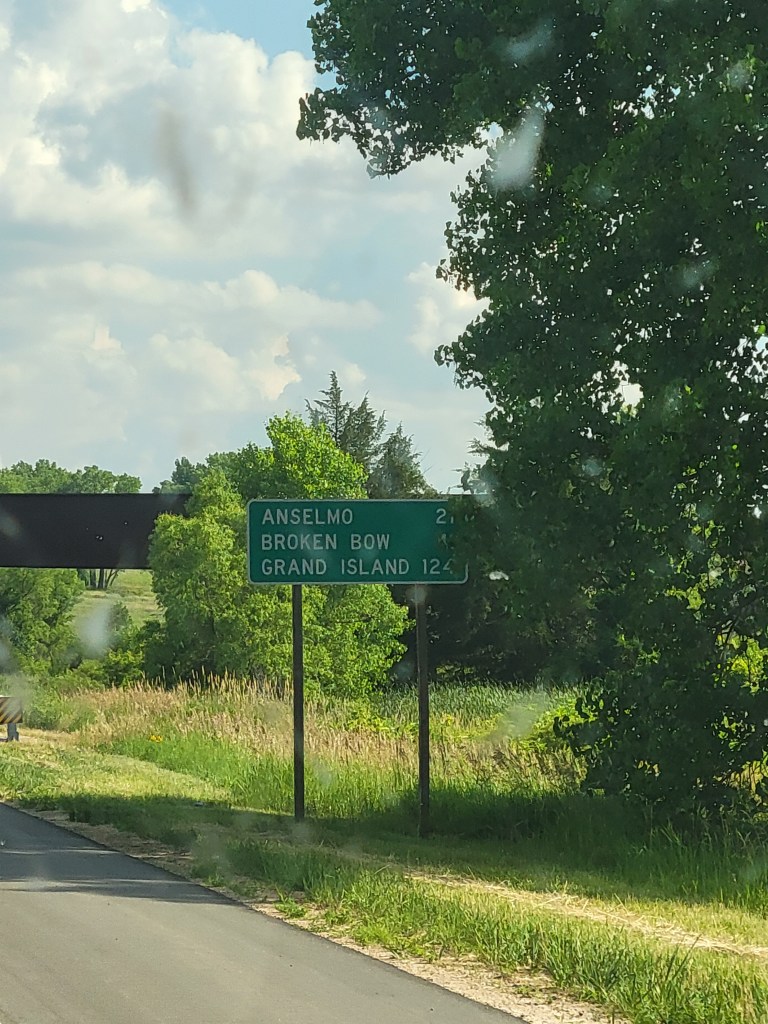 ANSELMO
BROKEN BOW
GRAND ISLAND 124